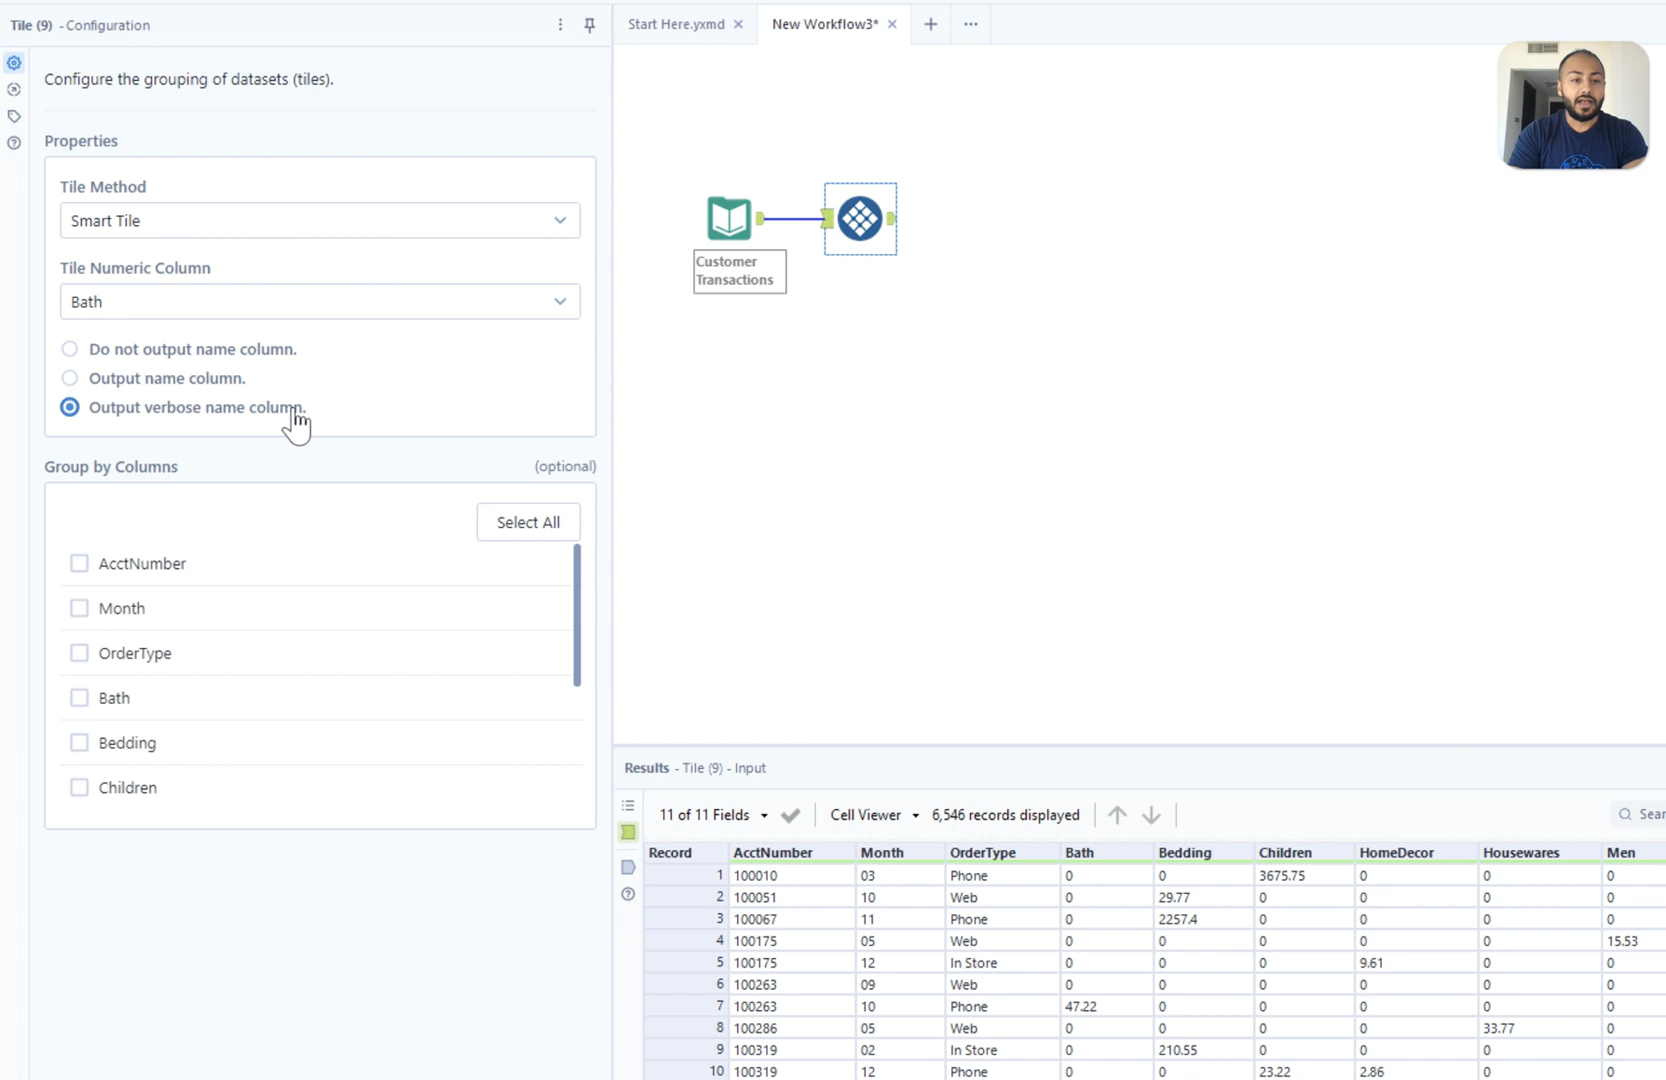 Tile (9) - Configuration
Start Here.yxmd
New Workflow3*
Configure the grouping of datasets (tiles).
Properties
Tile Method
Smart Tile
Tile Numeric Column
Bath
Do not output name column.
Output name column.
Output verbose name column.
Group by Columns (optional)
Select All
AcctNumber
Month
OrderType
Bath
Bedding
Children
Customer
Transactions
Results - Tile (9) - Input
11 of 11 Fields Cell Viewer 6,546 records displayed Sear
Record AcctNumber Month OrderType Bath Bedding Children HomeDecor Housewares Men
1 100010 03 Phone 0 0 3675.75 0 0 0
2 100051 10 Web 0 29.77 0 0 0 0
3 100067 11 Phone 0 2257.4 0 0 0 0
4 100175 05 Web 0 0 0 0 0 15.53
5 100175 12 In Store 0 0 0 9.61 0 0
6 100263 09 Web 0 0 0 0 0 0
7 100263 10 Phone 47.22 0 0 0 0 0
8 100286 05 Web 0 0 0 0 33.77 0
9 100319 02 In Store 0 210.55 0 0 0 0
10 100319 12 Phone 0 0 23.22 2.86 0 0